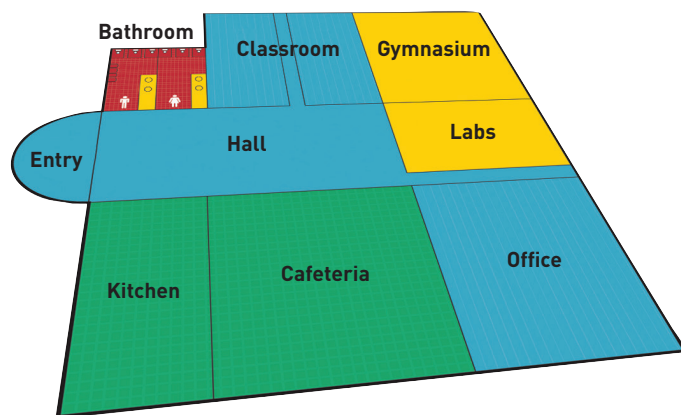 Bathroom
Classroom
Gymnasium
Entry
Hall
Labs
Kitchen
Cafeteria
Office